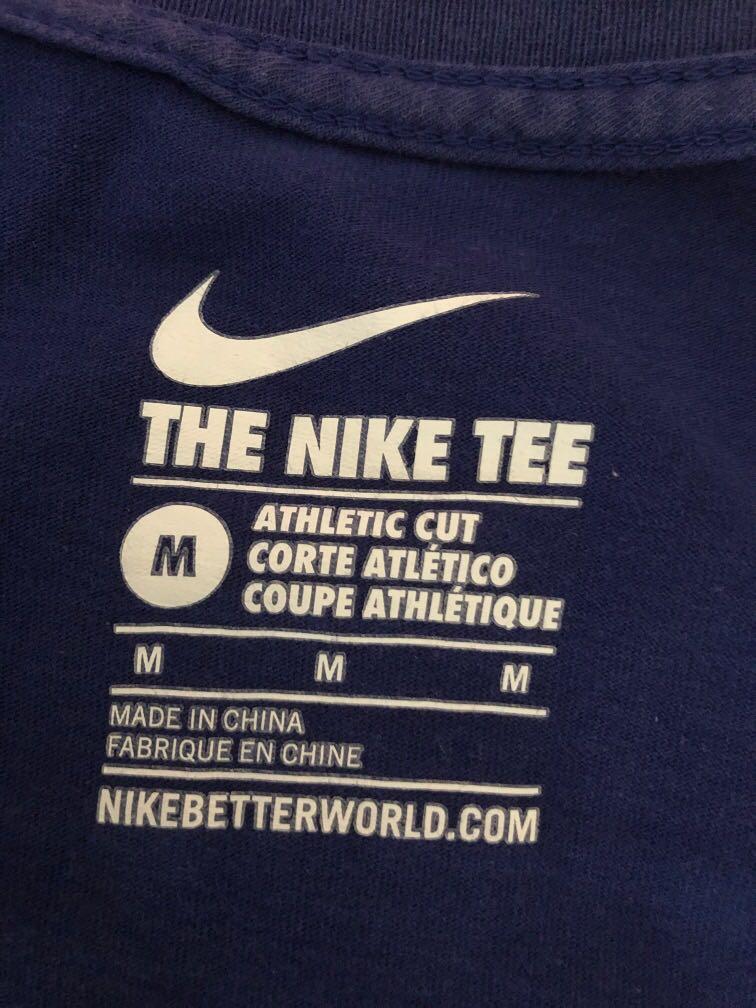 THE NIKE TEE
M
ATHLETIC CUT
CORTE ATLÉTICO
COUPE ATHLÉTIQUE
M M M
MADE IN CHINA
FABRIQUE EN CHINE
NIKEBETTERWORLD.COM